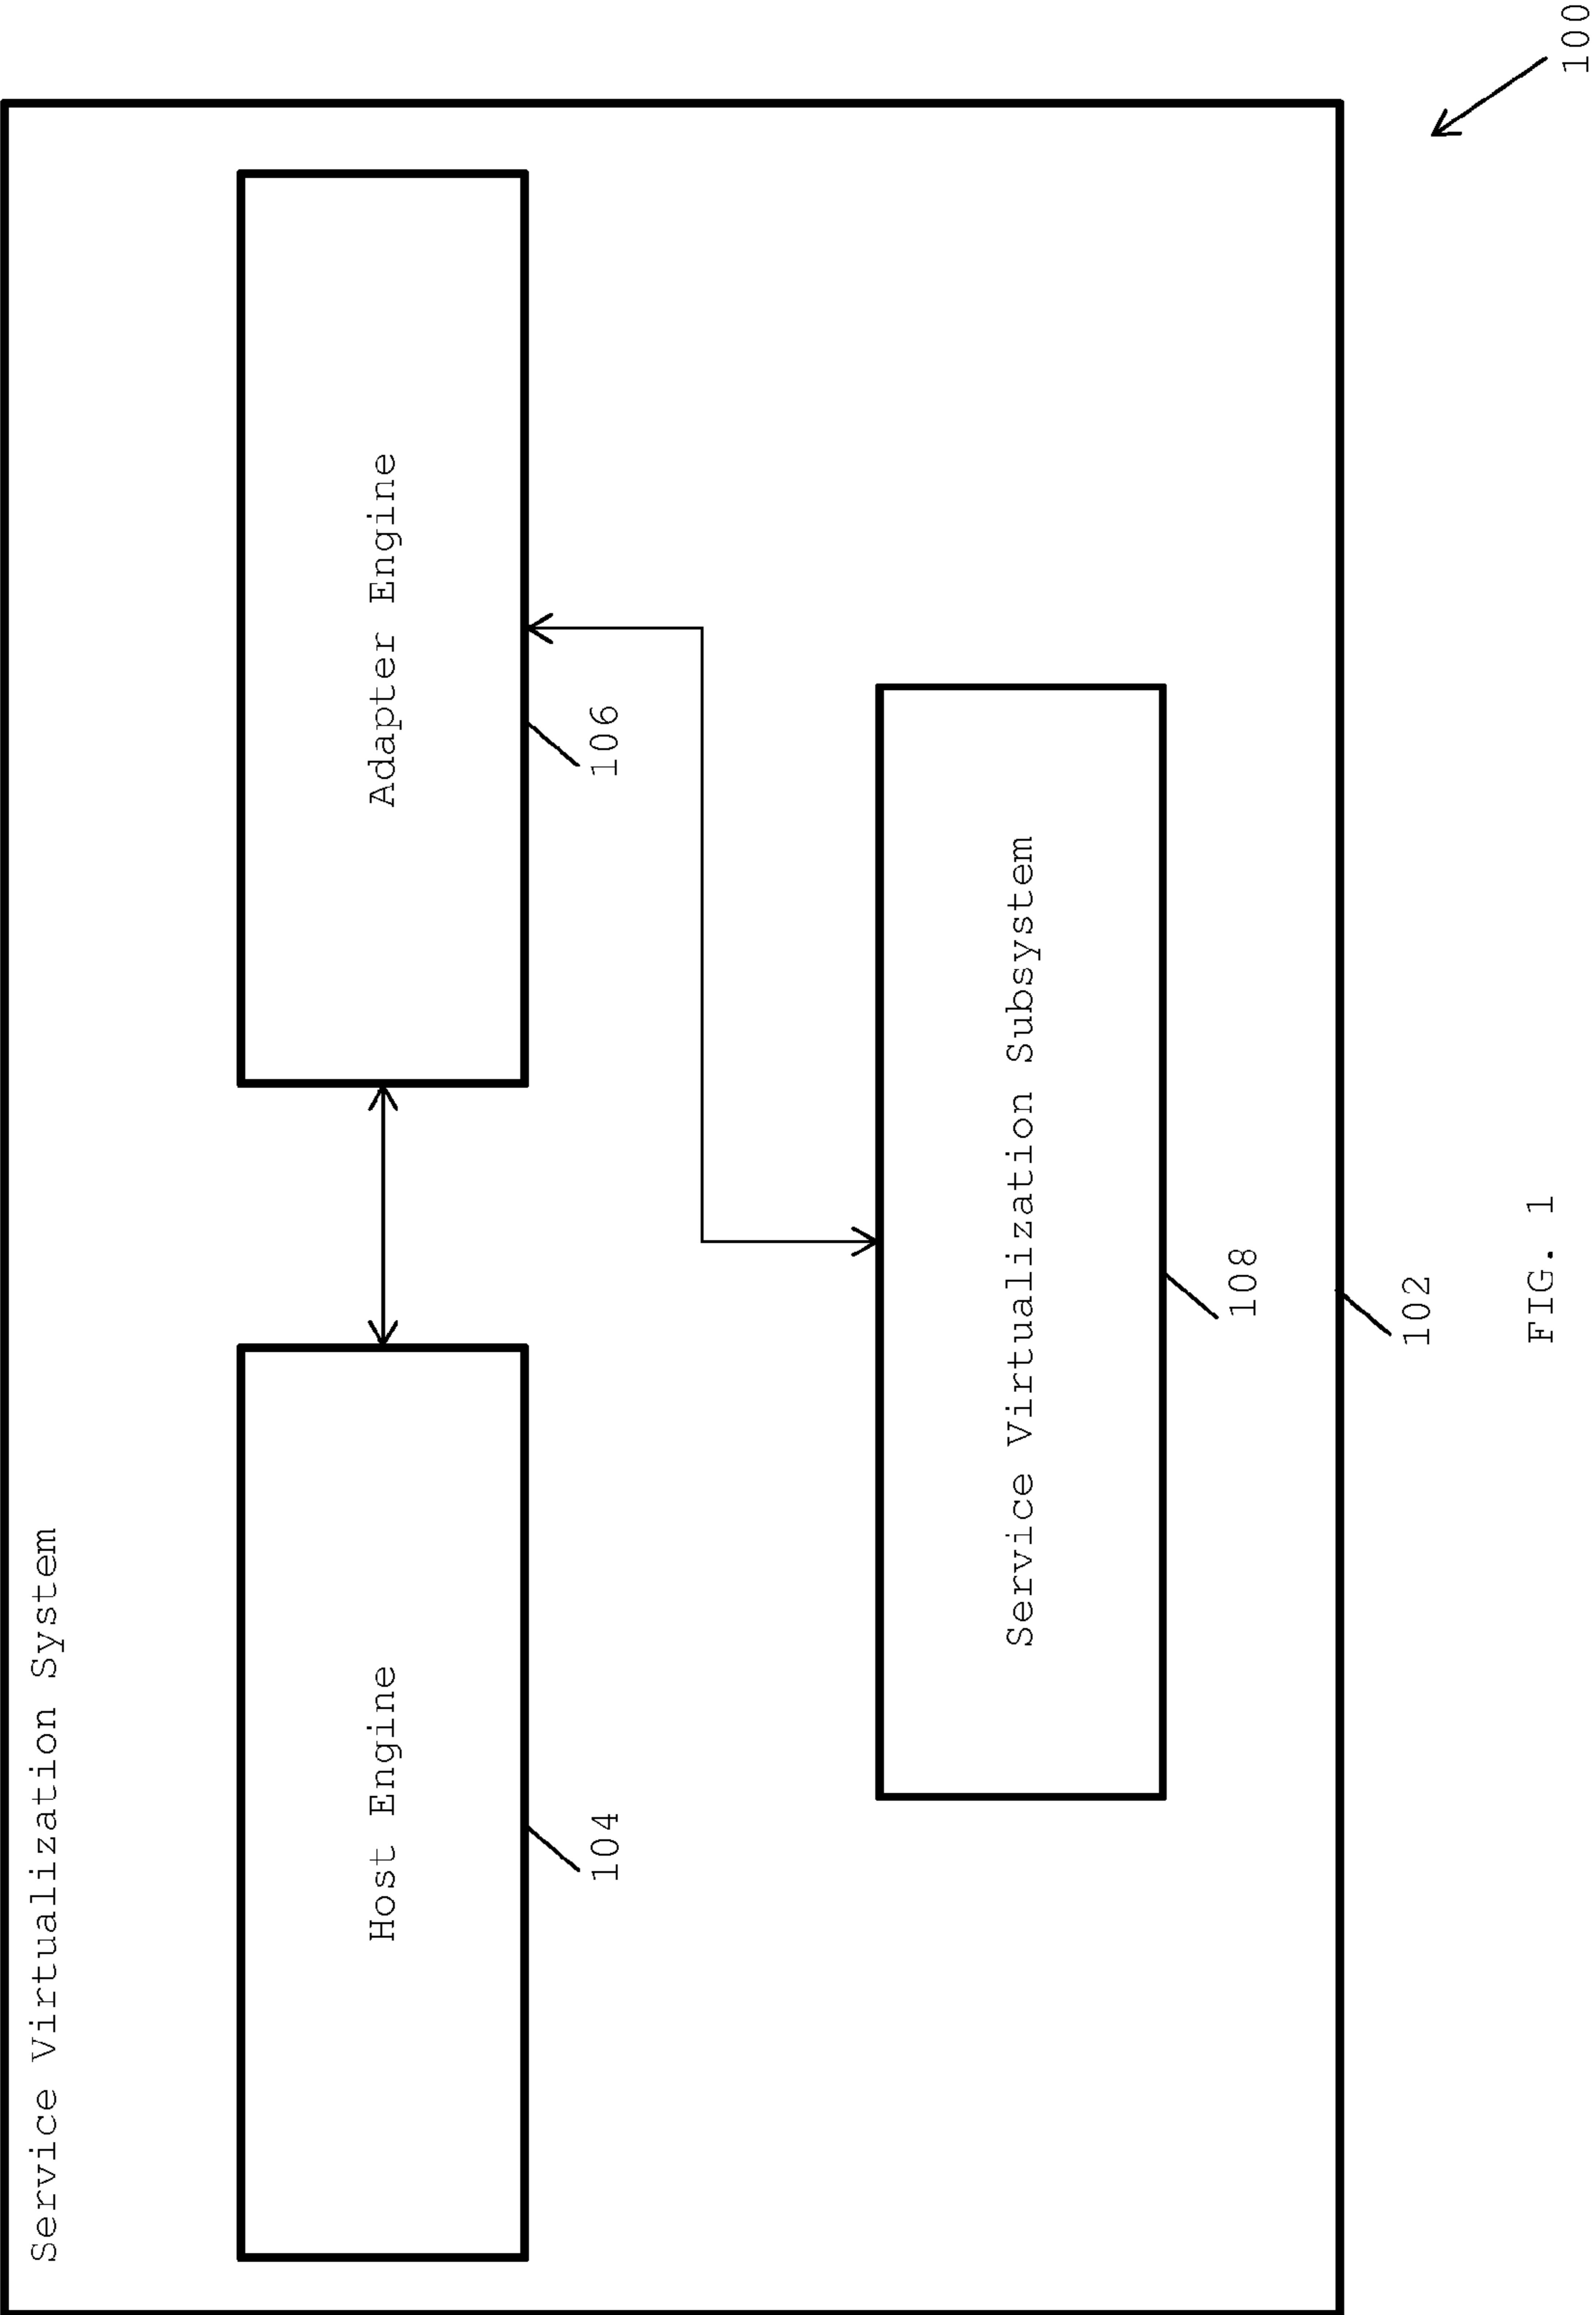 Service Virtualization System
Host Engine
Adapter Engine
104
106
Service Virtualization Subsystem
108
102
FIG. 1
100